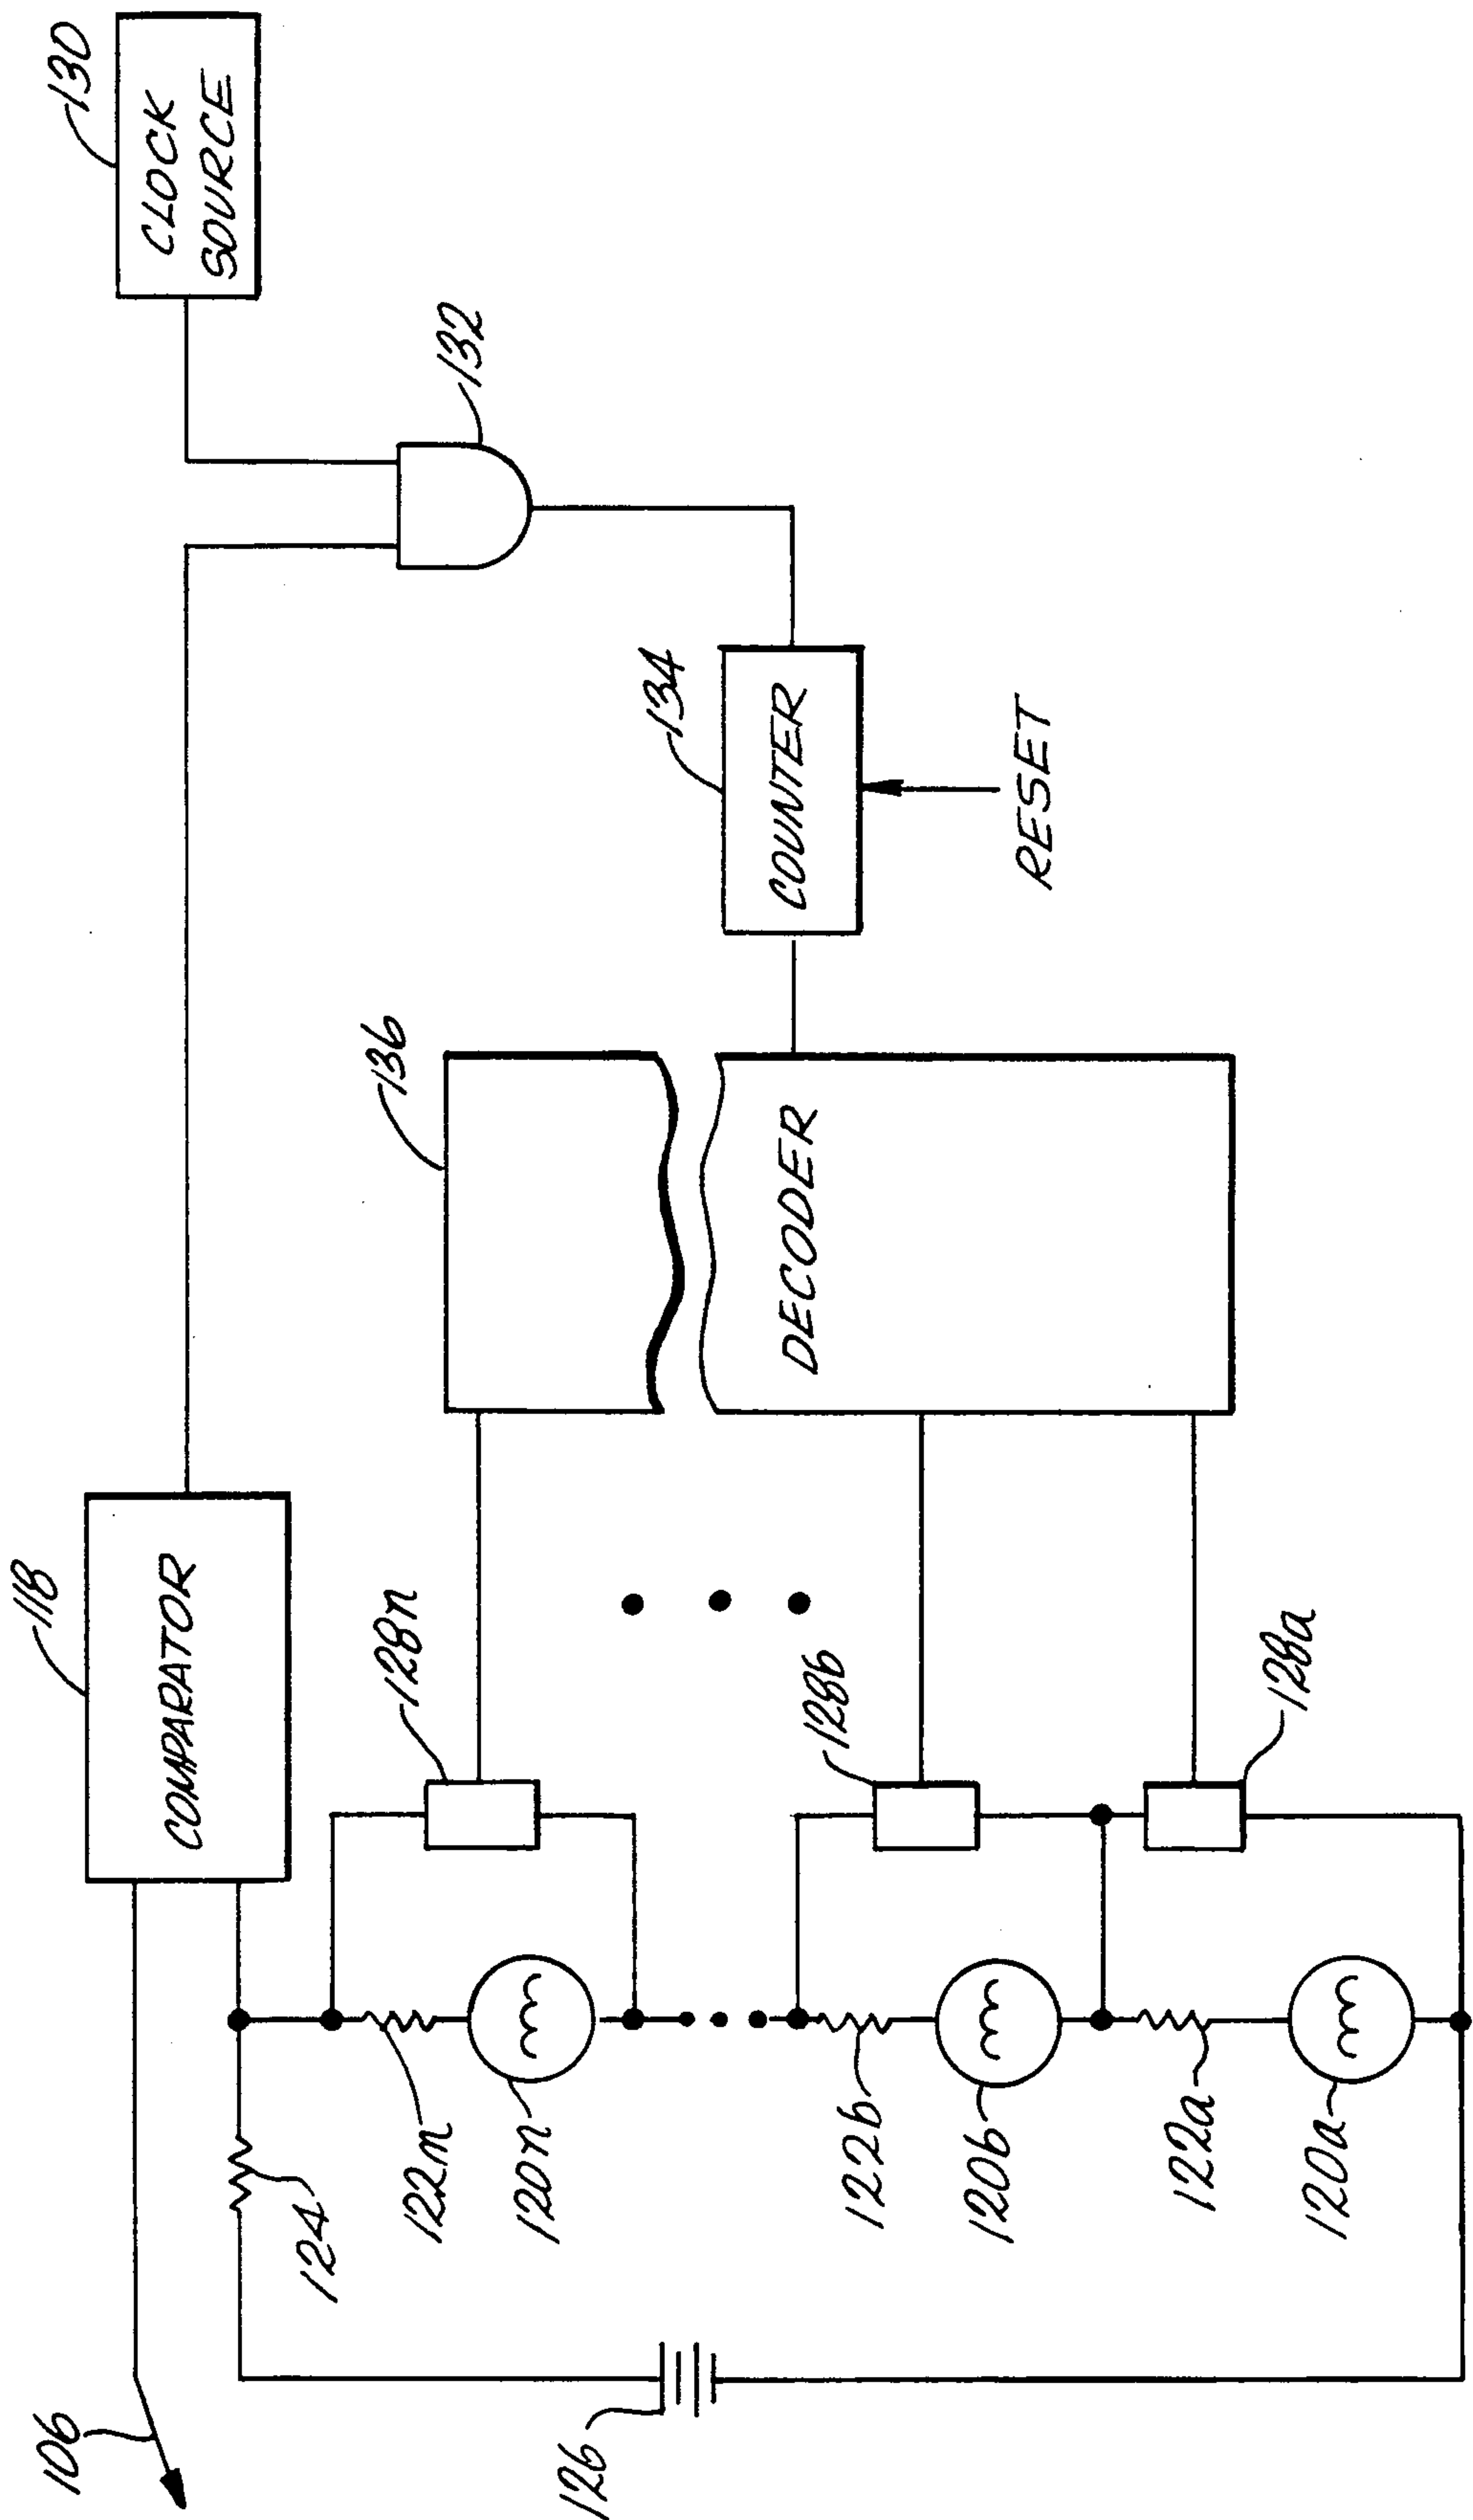 106
118
COMPARATOR
130
CLOCK
SOURCE
124
126
122n
120n
128n
136
132
134
COUNTER
RESET
DECODER
122b
120b
128b
122a
120a
128a